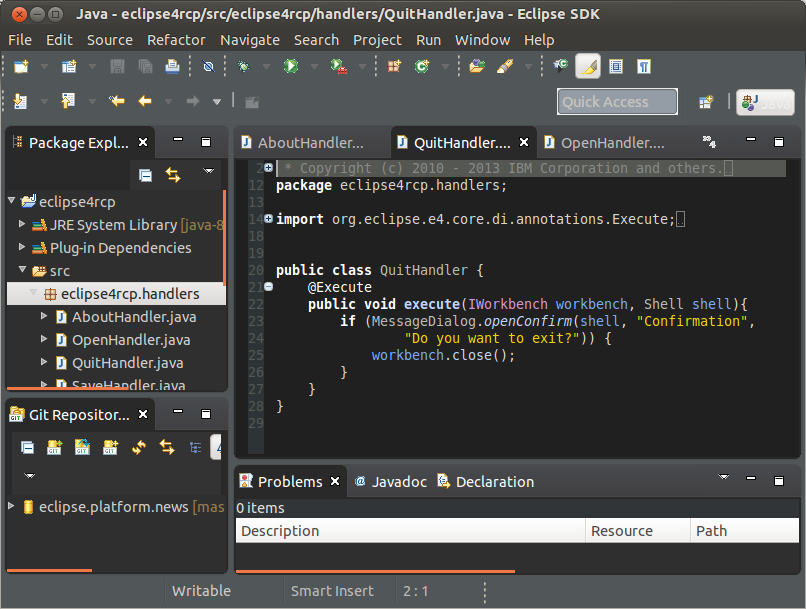 Java - eclipse4rcp/src/eclipse4rcp/handlers/QuitHandler.java - Eclipse SDK
File Edit Source Refactor Navigate Search Project Run Window Help
Quick Access
Package Expl...
eclipse4rcp
JRE System Library [java-8
Plug-in Dependencies
src
eclipse4rcp.handlers
AboutHandler.java
OpenHandler.java
QuitHandler.java
SaveHandler.java
Git Repositor...
eclipse.platform.news [mas
AboutHandler.... QuitHandler.... OpenHandler....
2 * Copyright (c) 2010 - 2013 IBM Corporation and others.
12 package eclipse4rcp.handlers;
13
14 import org.eclipse.e4.core.di.annotations.Execute;
18
19
20 public class QuitHandler {
21 @Execute
22 public void execute(IWorkbench workbench, Shell shell){
23 if (MessageDialog.openConfirm(shell, "Confirmation",
24 "Do you want to exit?")) {
25 workbench.close();
26 }
27 }
28 }
29
Problems Javadoc Declaration
0 items
Description Resource Path
Writable Smart Insert 2 : 1